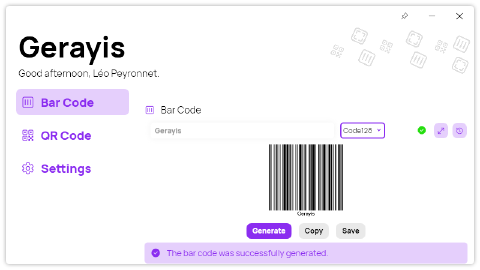 Gerayis
Good afternoon, Léo Peyronnet.
Bar Code
QR Code
Settings
Bar Code
Gerayis
Code128
Gerayis
Generate
Copy
Save
The bar code was successfully generated.